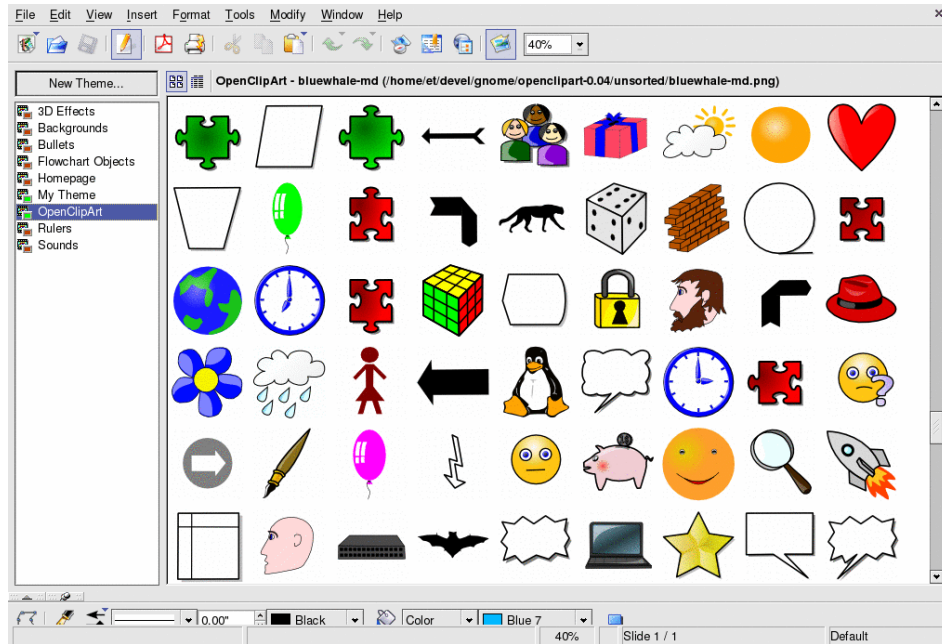 File Edit View Insert Format Tools Modify Window Help
40%
New Theme...
OpenClipArt - bluewhale-md (/home/et/devel/gnome/openclipart-0.04/unsorted/bluewhale-md.png)
3D Effects
Backgrounds
Bullets
Flowchart Objects
Homepage
My Theme
OpenClipArt
Rulers
Sounds
0.00" Black Color Blue 7
40% Slide 1 / 1 Default